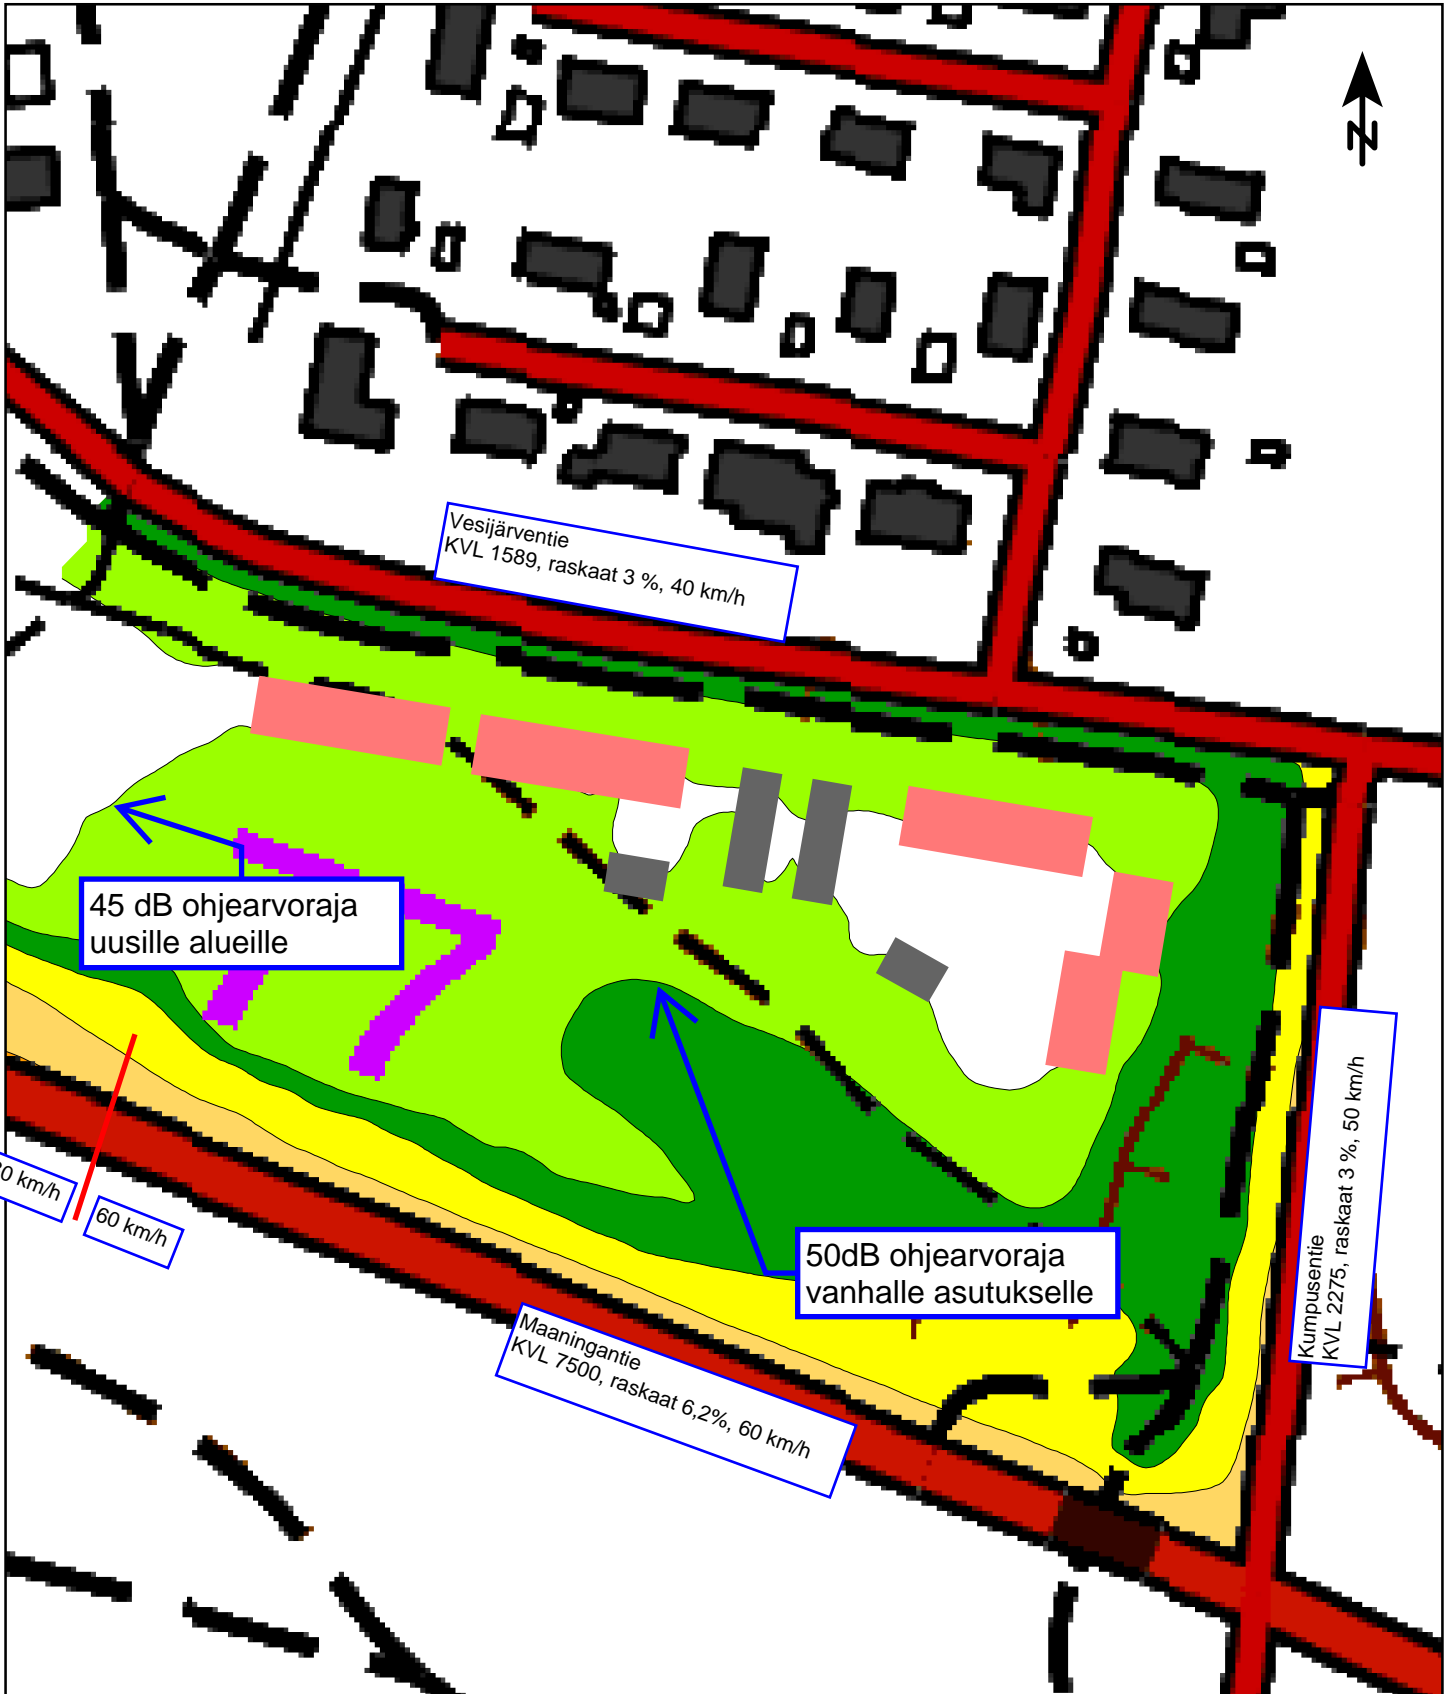 N
Vesijärventie
KVL 1589, raskaat 3 %, 40 km/h
45 dB ohjearvoraja
uusille alueille
km/h
60 km/h
50dB ohjearvoraja
vanhalle asutukselle
Kumpusentie
KVL 2275, raskaat 3 %, 50 km/h
Maaningantie
KVL 7500, raskaat 6,2%, 60 km/h